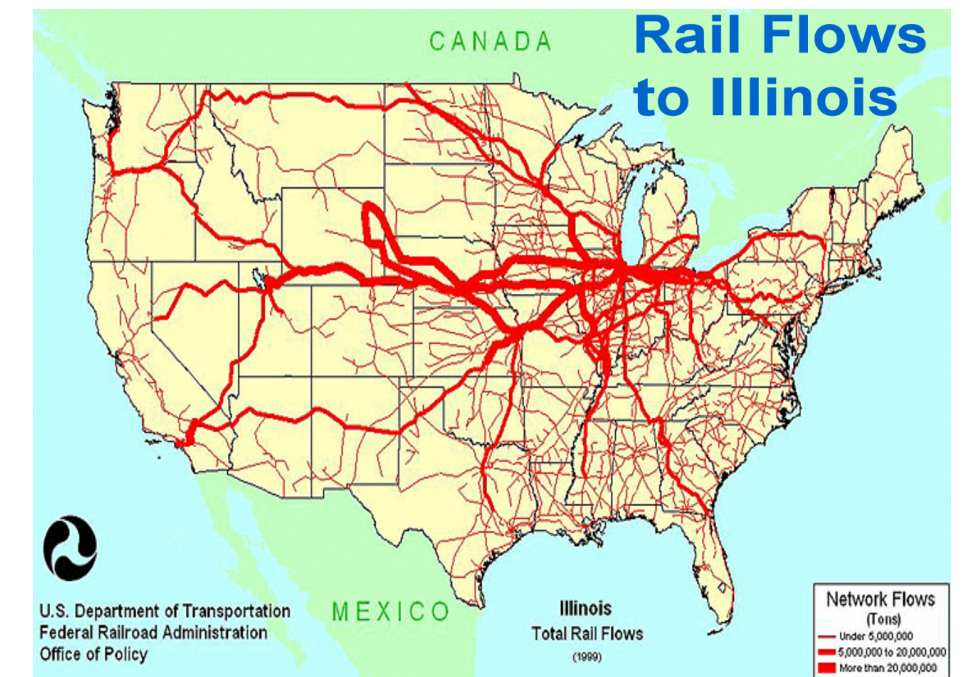 Rail Flows
to Illinois
CANADA
MEXICO
U.S. Department of Transportation
Federal Railroad Administration
Office of Policy
Illinois
Total Rail Flows
(1999)
Network Flows
(Tons)
Under 5,000,000
5,000,000 to 20,000,000
More than 20,000,000